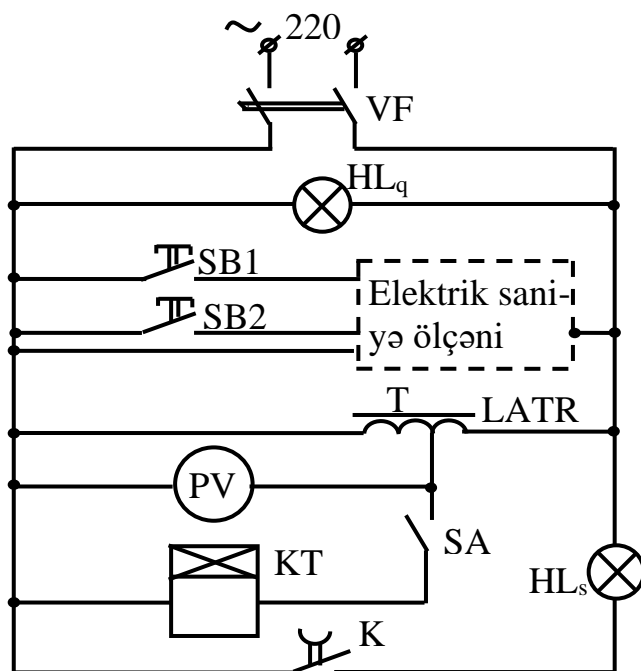 ~ 220
VF
HLq
SB1
Elektrik sani-
SB2
yə ölçəni
T
LATR
PV
SA
KT
HLs
K